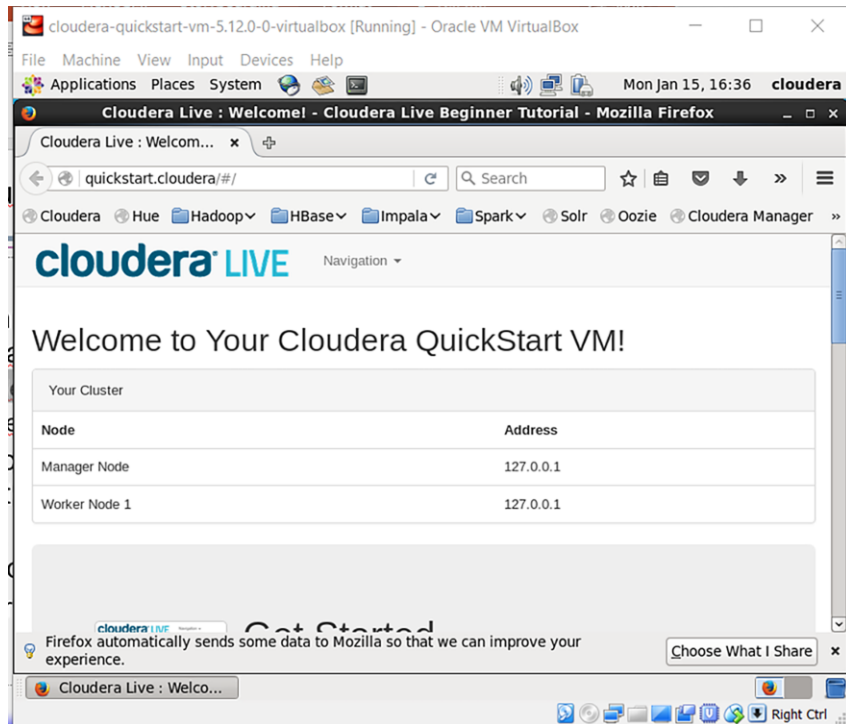 cloudera-quickstart-vm-5.12.0-0-virtualbox [Running] - Oracle VM VirtualBox
File Machine View Input Devices Help
Applications Places System Mon Jan 15, 16:36 cloudera
Cloudera Live : Welcome! - Cloudera Live Beginner Tutorial - Mozilla Firefox
Cloudera Live : Welcom...
quickstart.cloudera/#/ Search
Cloudera Hue Hadoop HBase Impala Spark Solr Oozie Cloudera Manager »
cloudera LIVE Navigation
Welcome to Your Cloudera QuickStart VM!
Your Cluster
Node Address
Manager Node 127.0.0.1
Worker Node 1 127.0.0.1
cloudera LIVE Get Started
Firefox automatically sends some data to Mozilla so that we can improve your
experience.
Choose What I Share
Cloudera Live : Welco...
Right Ctrl